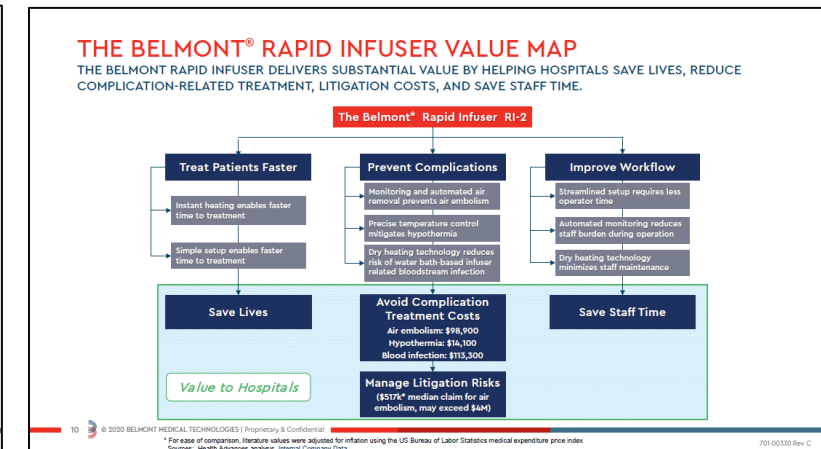 THE BELMONT® RAPID INFUSER VALUE MAP
THE BELMONT RAPID INFUSER DELIVERS SUBSTANTIAL VALUE BY HELPING HOSPITALS SAVE LIVES, REDUCE
COMPLICATION-RELATED TREATMENT, LITIGATION COSTS, AND SAVE STAFF TIME.
The Belmont® Rapid Infuser RI-2
Treat Patients Faster
Instant heating enables faster
time to treatment
Simple setup enables faster
time to treatment
Save Lives
Prevent Complications
Monitoring and automated air
removal prevents air embolism
Precise temperature control
mitigates hypothermia
Dry heating technology reduces
risk of water bath-based infuser
related bloodstream infection
Avoid Complication
Treatment Costs
Air embolism: $98,900
Hypothermia: $14,100
Blood infection: $113,300
Manage Litigation Risks
($517k* median claim for air
embolism, may exceed $4M)
Improve Workflow
Streamlined setup requires less
operator time
Automated monitoring reduces
staff burden during operation
Dry heating technology
minimizes staff maintenance
Save Staff Time
Value to Hospitals
10 © 2020 BELMONT MEDICAL TECHNOLOGIES | Proprietary & Confidential
* For ease of comparison, literature values were adjusted for inflation using the US Bureau of Labor Statistics medical expenditure price index
Sources: Health Advances analysis, Internal Company Data
701-00330 Rev C